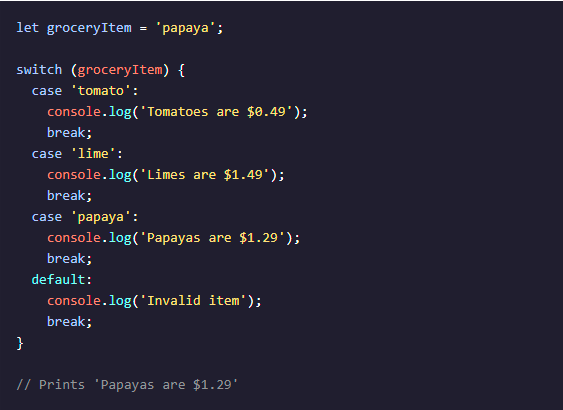 let groceryItem = 'papaya';

switch (groceryItem) {
  case 'tomato':
    console.log('Tomatoes are $0.49');
    break;
  case 'lime':
    console.log('Limes are $1.49');
    break;
  case 'papaya':
    console.log('Papayas are $1.29');
    break;
  default:
    console.log('Invalid item');
    break;
}

// Prints 'Papayas are $1.29'